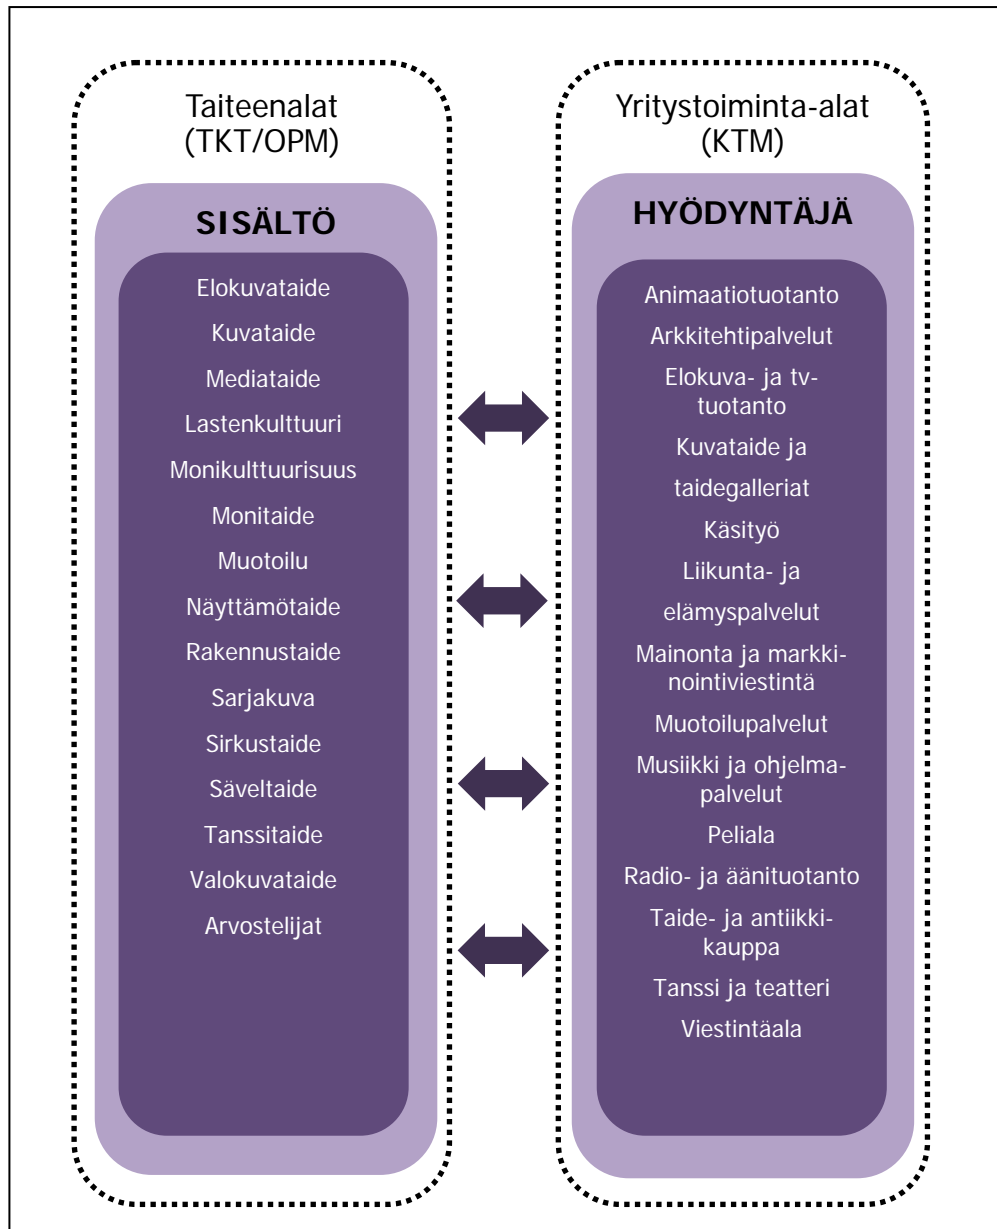 Taiteenalat
(TKT/OPM)
SISÄLTÖ
Elokuvataide
Kuvataide
Mediataide
Lastenkulttuuri
Monikulttuurisuus
Monitaide
Muotoilu
Näyttämötaide
Rakennustaide
Sarjakuva
Sirkustaide
Säveltaide
Tanssitaide
Valokuvataide
Arvostelijat
Yritystoiminta-alat
(KTM)
HYÖDYNTÄJÄ
Animaatiotuotanto
Arkkitehtipalvelut
Elokuva- ja tv-
tuotanto
Kuvataide ja
taidegalleriat
Käsityö
Liikunta- ja
elämyspalvelut
Mainonta ja markki-
nointiviestintä
Muotoilupalvelut
Musiikki ja ohjelma-
palvelut
Peliala
Radio- ja äänituotanto
Taide- ja antiikki-
kauppa
Tanssi ja teatteri
Viestintäala